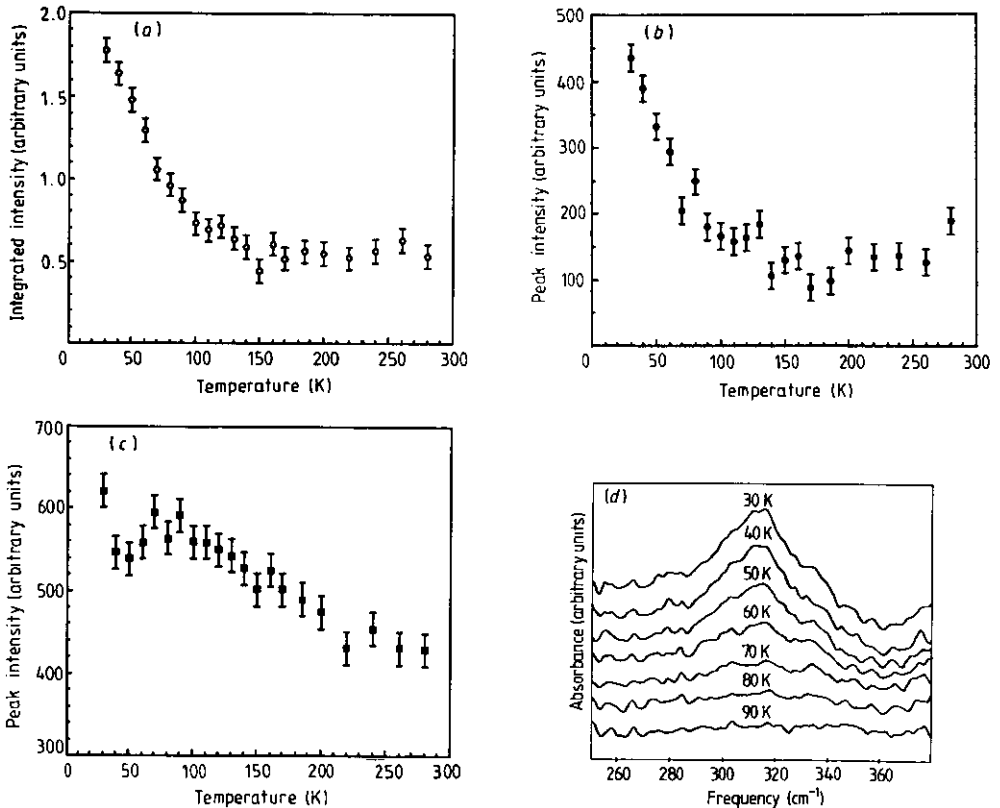 (a)
Integrated intensity (arbitrary units)
2.0
1.5
1.0
0.5
0 50 100 150 200 250 300
Temperature (K)
(b)
Peak intensity (arbitrary units)
500
400
300
200
100
0 50 100 150 200 250 300
Temperature (K)
(c)
Peak intensity (arbitrary units)
700
600
500
400
300
0 50 100 150 200 250 300
Temperature (K)
(d)
Absorbance (arbitrary units)
30 K
40 K
50 K
60 K
70 K
80 K
90 K
260 280 300 320 340 360
Frequency (cm⁻¹)